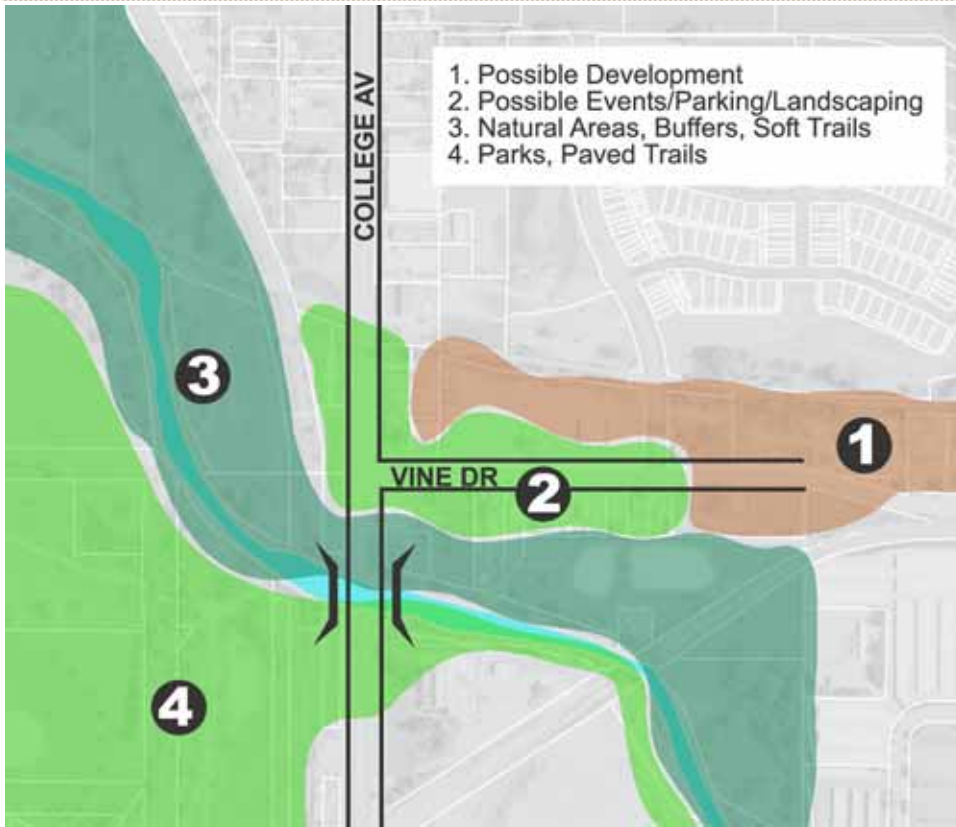 1. Possible Development
2. Possible Events/Parking/Landscaping
3. Natural Areas, Buffers, Soft Trails
4. Parks, Paved Trails
COLLEGE AV
3
1
VINE DR
2
4